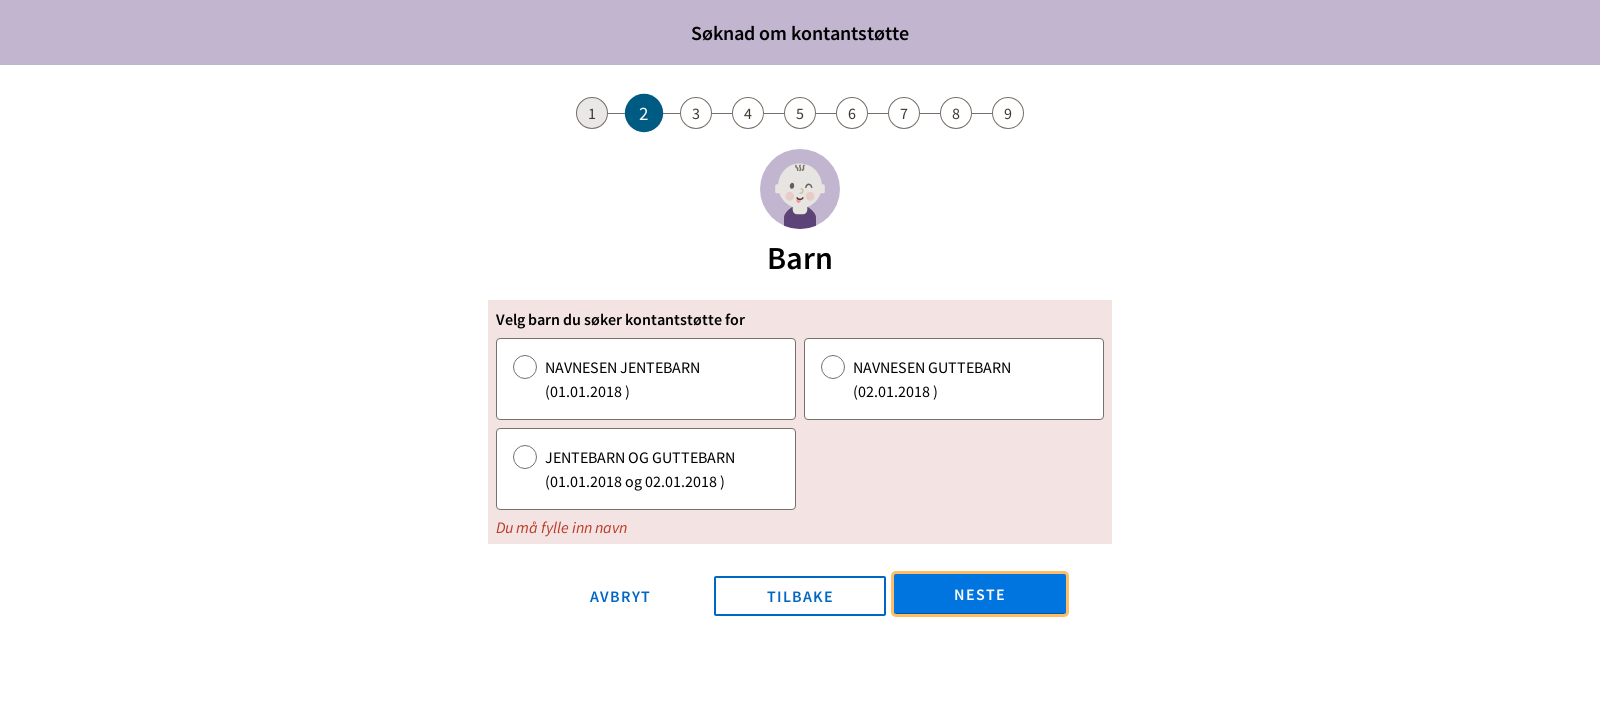 Søknad om kontantstøtte
1 2 3 4 5 6 7 8 9
Barn
Velg barn du søker kontantstøtte for
NAVNESEN JENTEBARN
(01.01.2018 )
NAVNESEN GUTTEBARN
(02.01.2018 )
JENTEBARN OG GUTTEBARN
(01.01.2018 og 02.01.2018 )
Du må fylle inn navn
AVBRYT TILBAKE NESTE